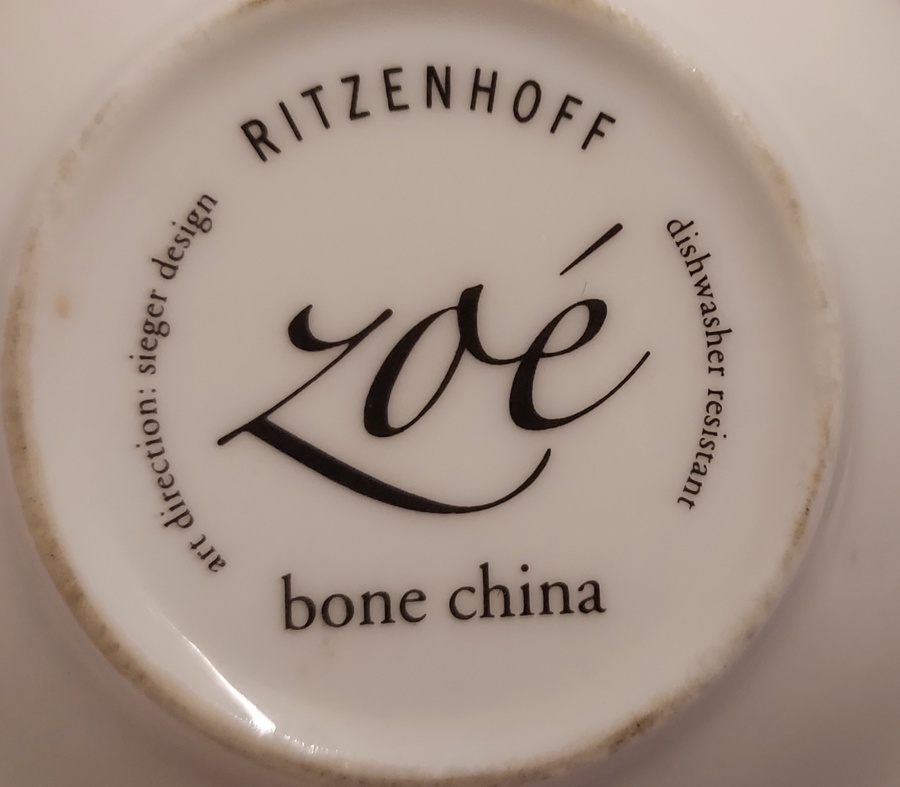 RITZENHOFF
art direction: sieger design
zoé
dishwasher resistant
bone china